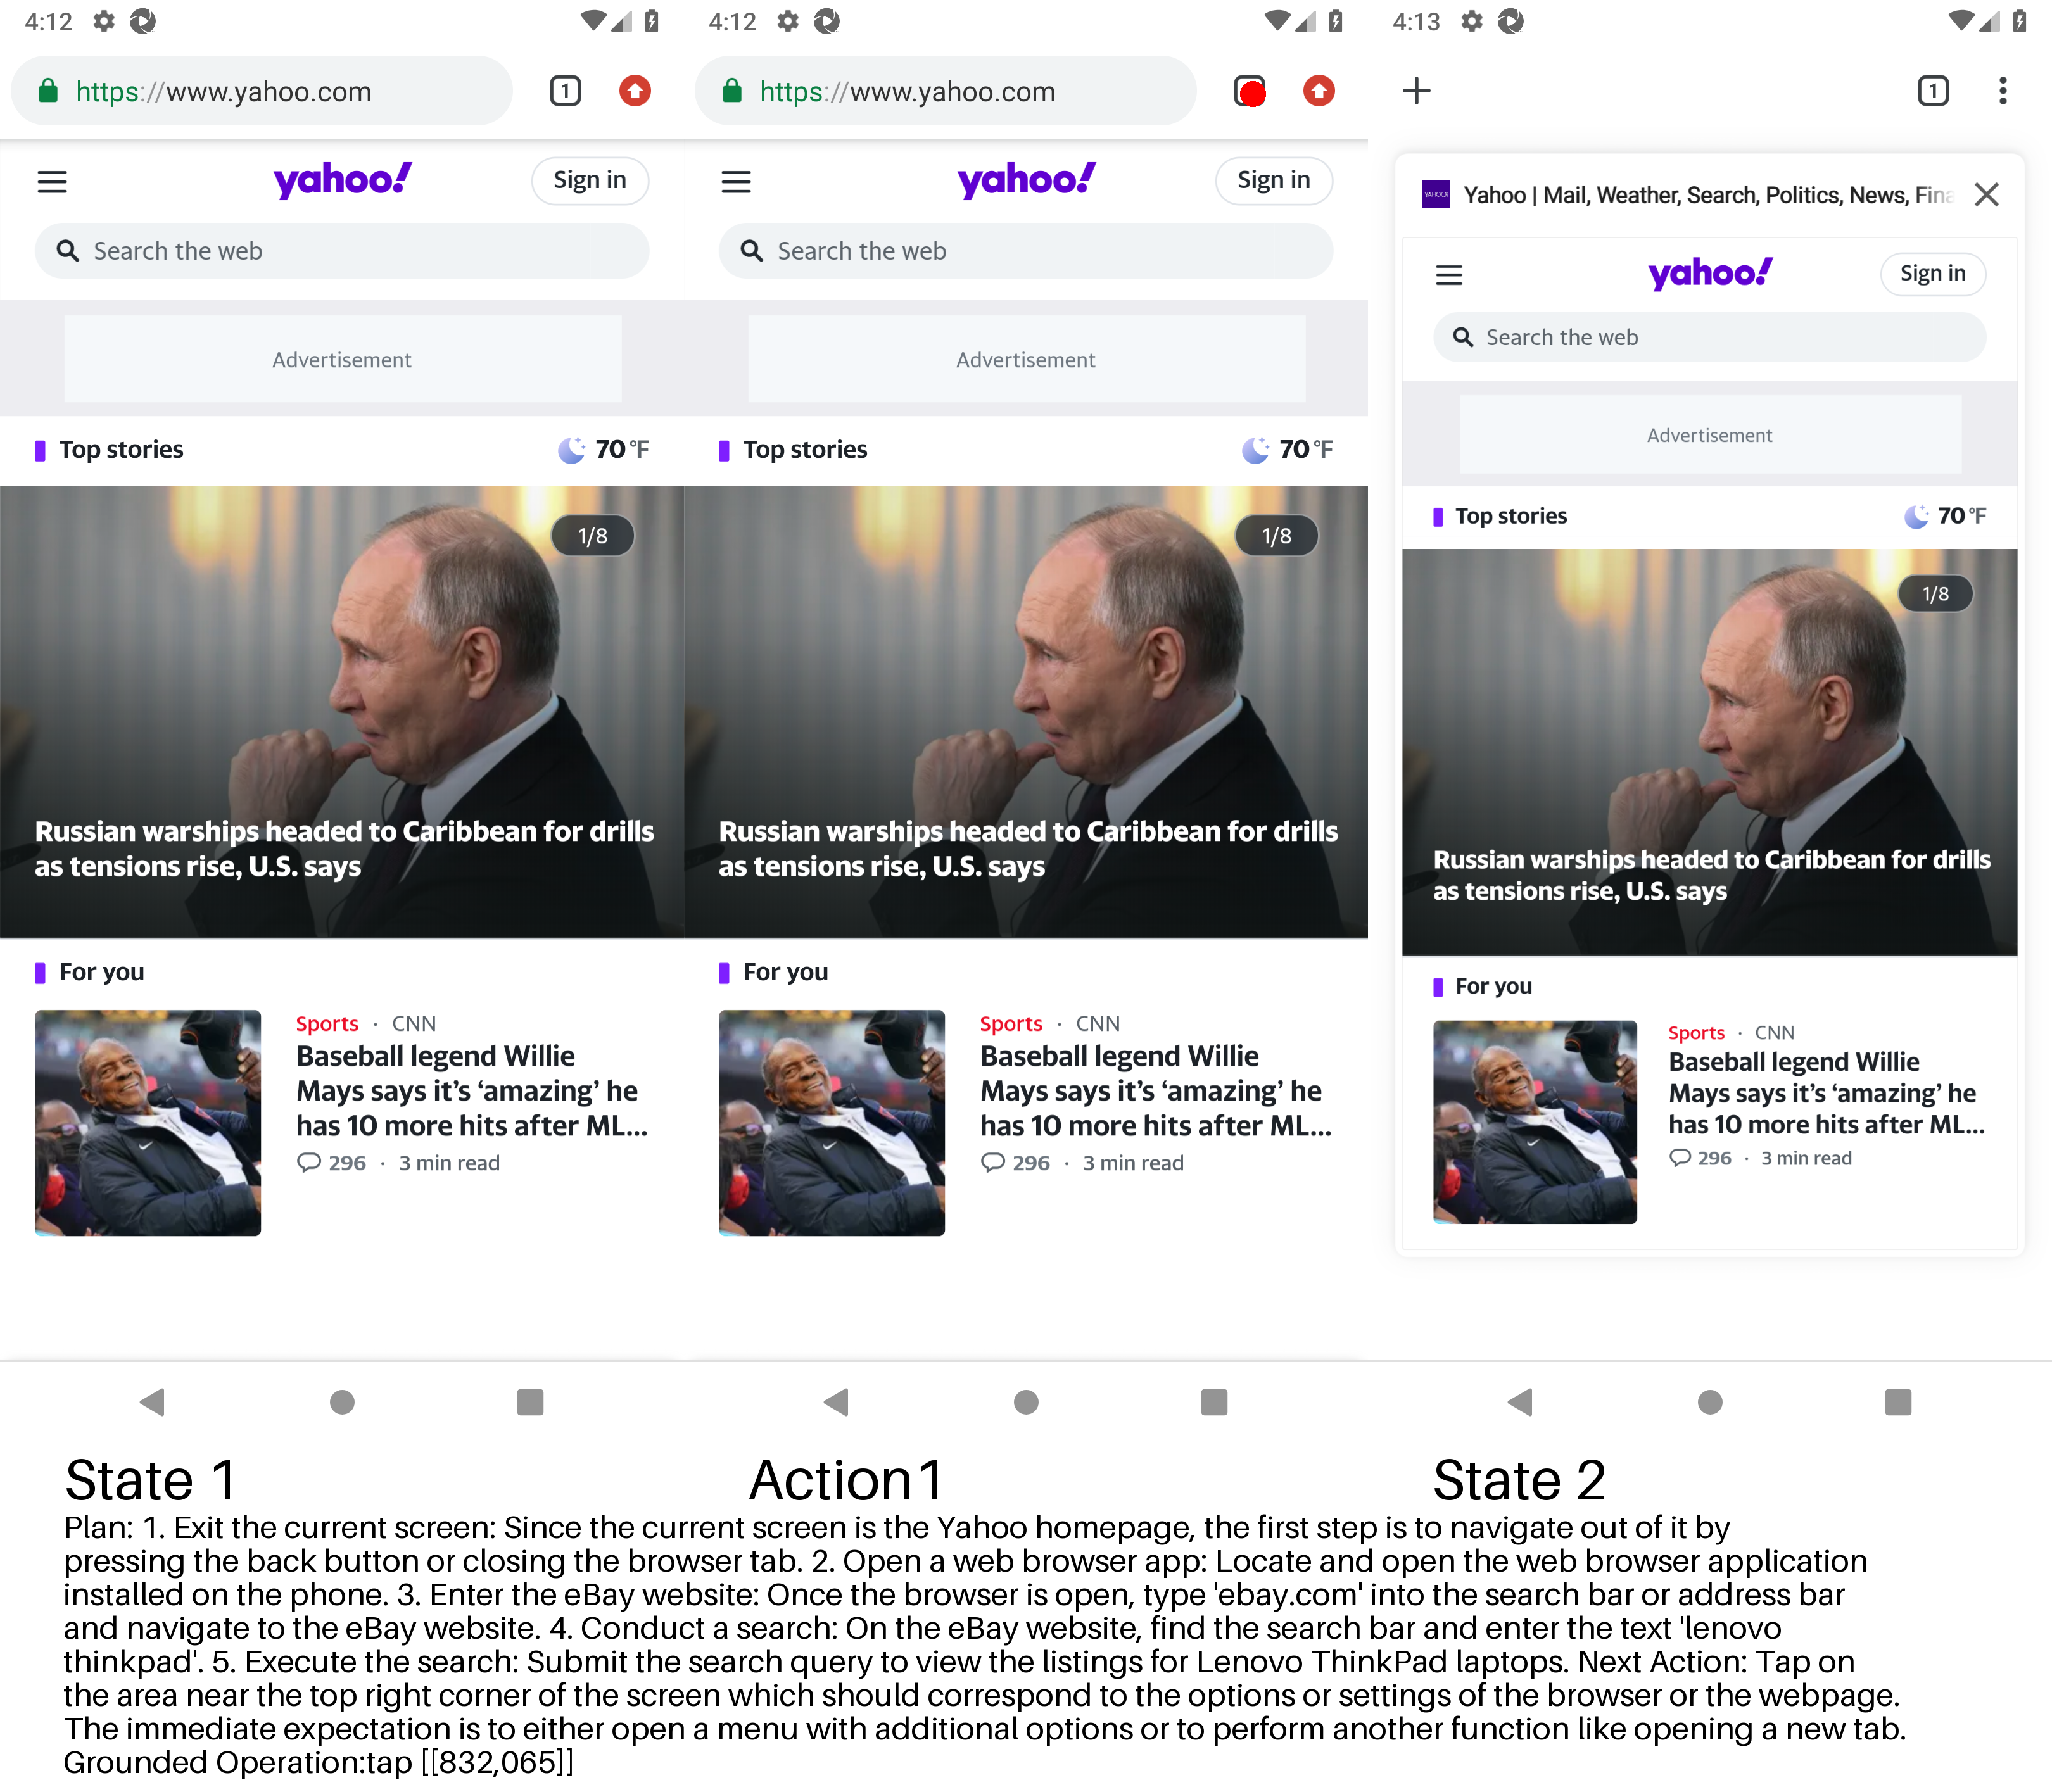 4:12
https://www.yahoo.com
1
yahoo!
Sign in
Search the web
Advertisement
Top stories
70°F
1/8
Russian warships headed to Caribbean for drills
as tensions rise, U.S. says
For you
Sports · CNN
Baseball legend Willie
Mays says it's ‘amazing’ he
has 10 more hits after ML...
296 · 3 min read
4:12
https://www.yahoo.com
yahoo!
Sign in
Search the web
Advertisement
Top stories
70°F
1/8
Russian warships headed to Caribbean for drills
as tensions rise, U.S. says
For you
Sports · CNN
Baseball legend Willie
Mays says it's ‘amazing’ he
has 10 more hits after ML...
296 · 3 min read
4:13
1
YAHOO!
Yahoo | Mail, Weather, Search, Politics, News, Fina
yahoo!
Sign in
Search the web
Advertisement
Top stories
70°F
1/8
Russian warships headed to Caribbean for drills
as tensions rise, U.S. says
For you
Sports · CNN
Baseball legend Willie
Mays says it's ‘amazing’ he
has 10 more hits after ML...
296 · 3 min read
State 1
Action1
State 2
Plan: 1. Exit the current screen: Since the current screen is the Yahoo homepage, the first step is to navigate out of it by
pressing the back button or closing the browser tab. 2. Open a web browser app: Locate and open the web browser application
installed on the phone. 3. Enter the eBay website: Once the browser is open, type 'ebay.com' into the search bar or address bar
and navigate to the eBay website. 4. Conduct a search: On the eBay website, find the search bar and enter the text 'lenovo
thinkpad'. 5. Execute the search: Submit the search query to view the listings for Lenovo ThinkPad laptops. Next Action: Tap on
the area near the top right corner of the screen which should correspond to the options or settings of the browser or the webpage.
The immediate expectation is to either open a menu with additional options or to perform another function like opening a new tab.
Grounded Operation:tap [[832,065]]